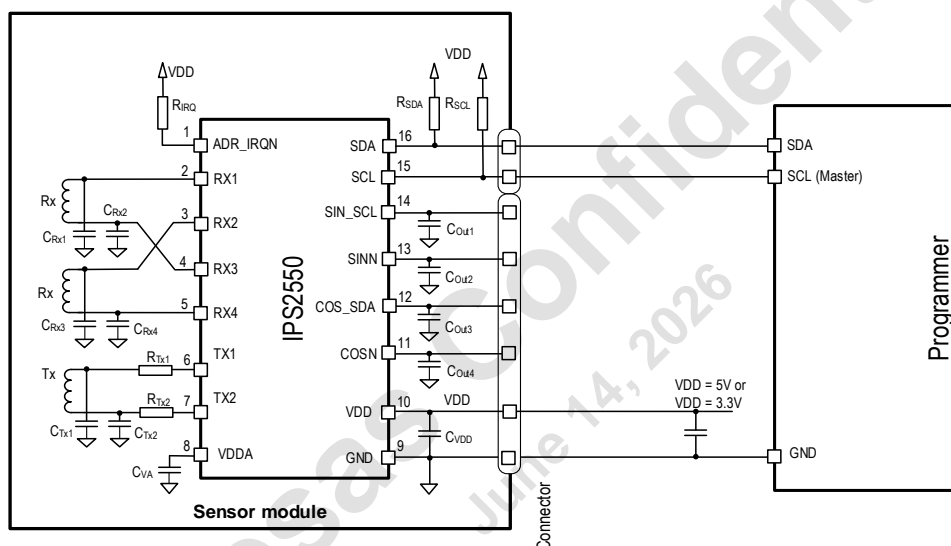 VDD
VDD
RIRQ
RSDA
RSCL
1
ADR_IRQN
SDA
16
SDA
2
RX1
SCL
15
SCL (Master)
Rx
CRx2
3
RX2
SIN_SCL
14
CRx1
COut1
4
RX3
SINN
13
COut2
Rx
5
RX4
COS_SDA
12
CRx3
CRx4
COut3
IPS2550
Programmer
TX1
RTx1
6
COSN
11
COut4
Tx
RTx2
7
TX2
VDD
10
VDD
VDD = 5V or
VDD = 3.3V
CTx1
CTx2
CVDD
8
VDDA
GND
9
GND
CVA
Sensor module
Connector
sas Confident
June 14, 2026